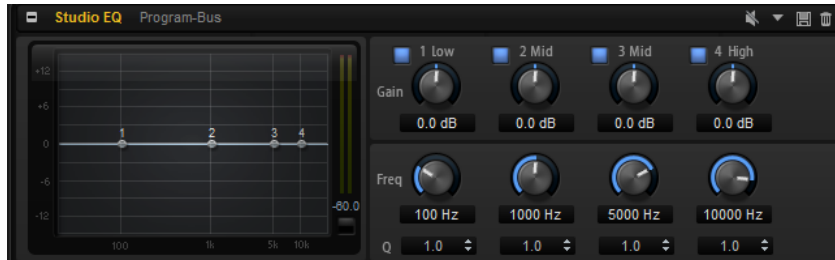 Studio EQ Program-Bus
1 Low 2 Mid 3 Mid 4 High
+12
Gain
+6
0.0 dB 0.0 dB 0.0 dB 0.0 dB
1 2 3 4
0
-6
Freq
-60.0
-12
100 Hz 1000 Hz 5000 Hz 10000 Hz
100 1k 5k 10k
Q 1.0 1.0 1.0 1.0